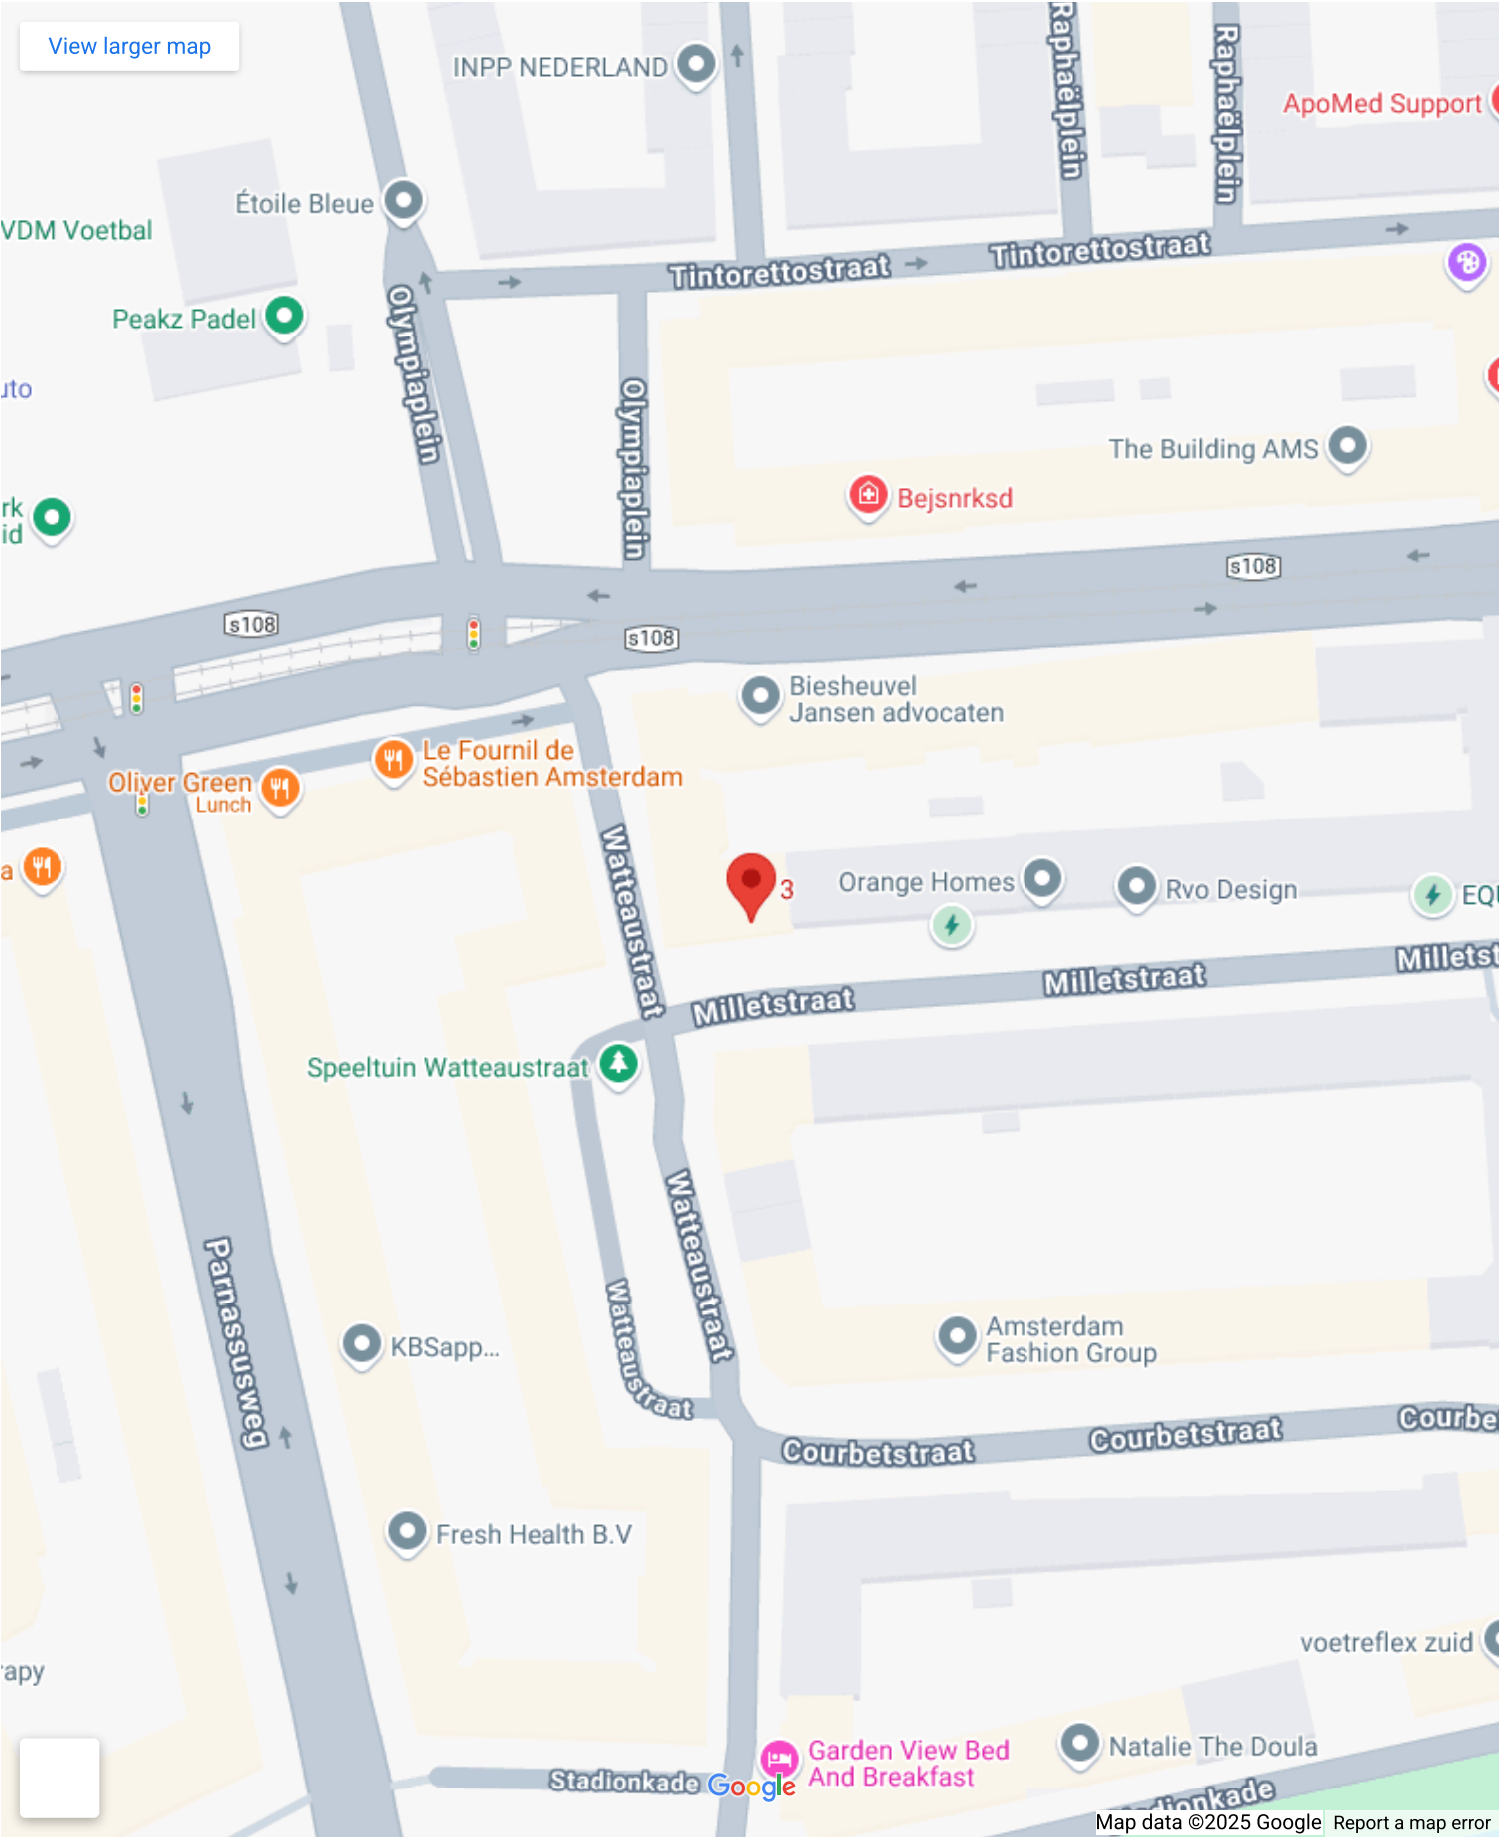 View larger map
INPP NEDERLAND
Raphaëlplein
Raphaëlplein
ApoMed Support
Étoile Bleue
VDM Voetbal
Tintorettostraat
Tintorettostraat
Peakz Padel
Olympiaplein
Olympiaplein
The Building AMS
Bejsnrksd
s108
s108
s108
Biesheuvel
Jansen advocaten
Le Fournil de
Sébastien Amsterdam
Oliver Green
Lunch
Watteaustraat
3
Orange Homes
Rvo Design
Milletstraat
Milletstraat
Speeltuin Watteaustraat
Watteaustraat
Watteaustraat
Parnassusweg
KBSapp...
Amsterdam
Fashion Group
Courbetstraat
Courbetstraat
Fresh Health B.V
voetreflex zuid
Garden View Bed
And Breakfast
Natalie The Doula
Stadionkade
Google
Map data ©2025 Google
Report a map error